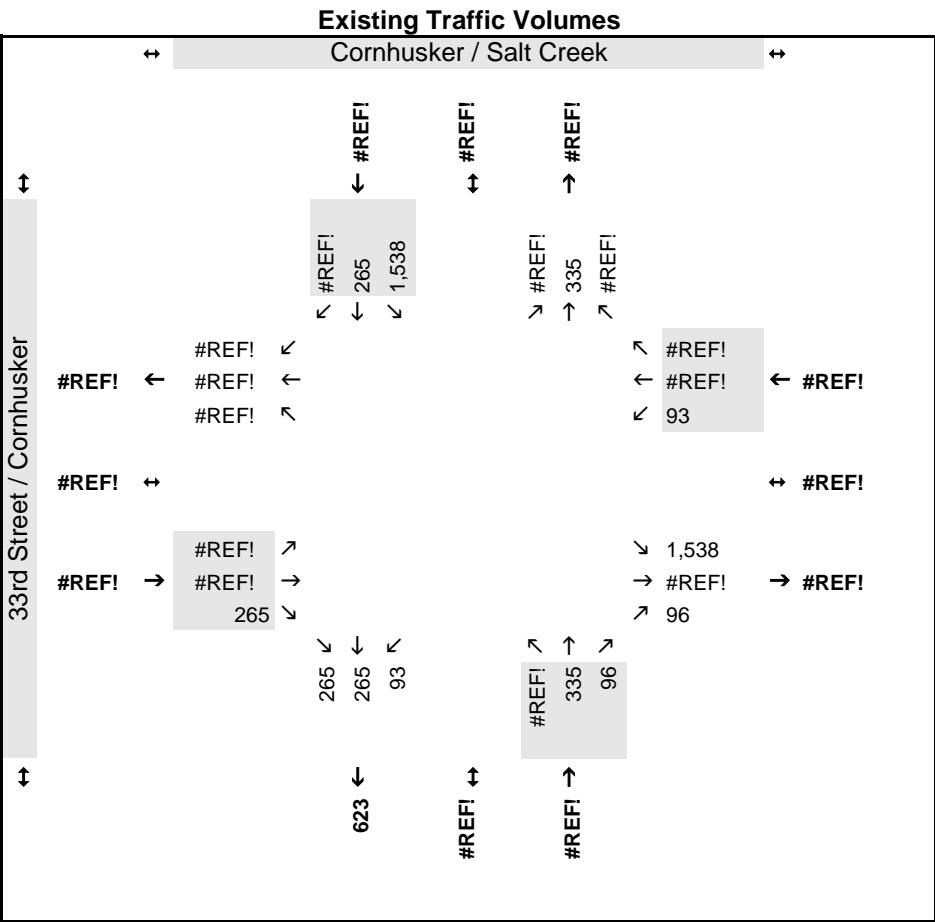 Existing Traffic Volumes
↔ Cornhusker / Salt Creek ↔
#REF! #REF! #REF!
↓ ↕ ↑
↕
#REF! 265 1,538 #REF! 335 #REF!
↙ ↓ ↘ ↗ ↑ ↖
33rd Street / Cornhusker
#REF! ↙ ↖ #REF!
#REF! ← #REF! ← ← #REF! ← #REF!
#REF! ↖ ↙ 93
#REF! ↔ ↔ #REF!
#REF! ↗ ↘ 1,538
#REF! → #REF! → → #REF! → #REF!
265 ↘ ↗ 96
↘ ↓ ↙ ↖ ↑ ↗
265 265 93 #REF! 335 96
↕ ↓ ↕ ↑
623 #REF! #REF!